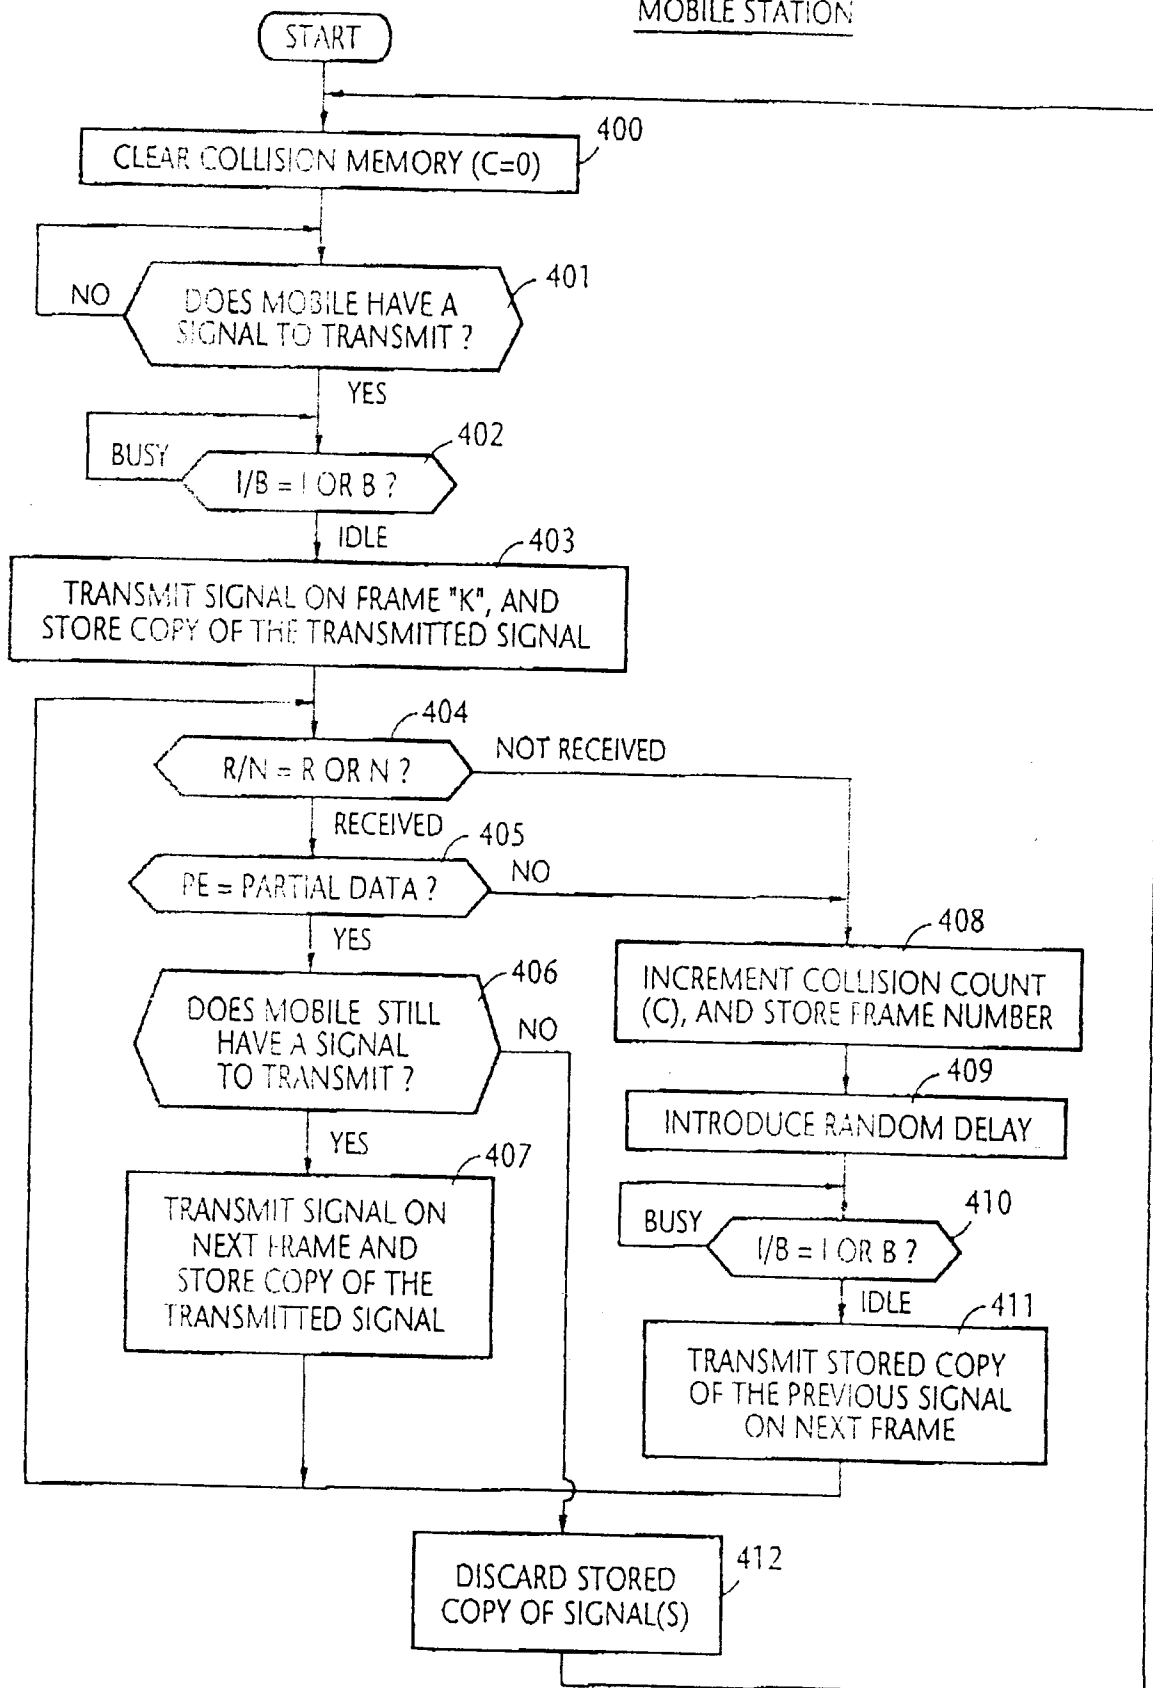 MOBILE STATION
START
400
CLEAR COLLISION MEMORY (C=0)
401
NO
DOES MOBILE HAVE A
SIGNAL TO TRANSMIT ?
YES
402
BUSY
I/B = I OR B ?
IDLE
403
TRANSMIT SIGNAL ON FRAME "K", AND
STORE COPY OF THE TRANSMITTED SIGNAL
404
R/N = R OR N ?
NOT RECEIVED
RECEIVED
405
PE = PARTIAL DATA ?
NO
YES
406
DOES MOBILE STILL
HAVE A SIGNAL
TO TRANSMIT ?
NO
YES
407
TRANSMIT SIGNAL ON
NEXT FRAME AND
STORE COPY OF THE
TRANSMITTED SIGNAL
408
INCREMENT COLLISION COUNT
(C), AND STORE FRAME NUMBER
409
INTRODUCE RANDOM DELAY
410
BUSY
I/B = I OR B ?
IDLE
411
TRANSMIT STORED COPY
OF THE PREVIOUS SIGNAL
ON NEXT FRAME
412
DISCARD STORED
COPY OF SIGNAL(S)